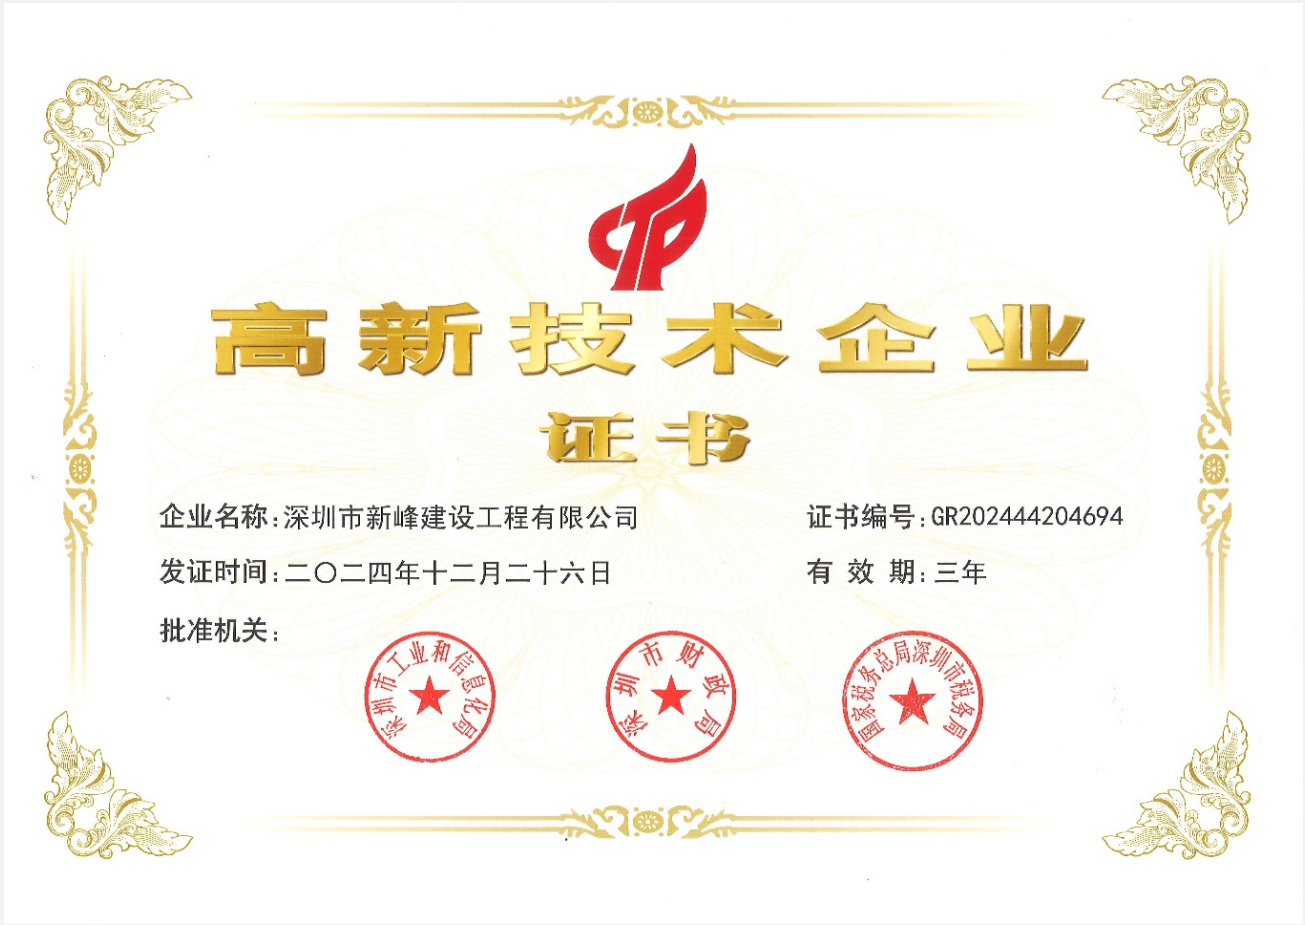 高新技术企业
证书
企业名称:深圳市新峰建设工程有限公司
证书编号:GR202444204694
发证时间:二〇二四年十二月二十六日
有 效 期:三年
批准机关:
深圳市工业和信息化局
深圳市财政局
国家税务总局深圳市税务局